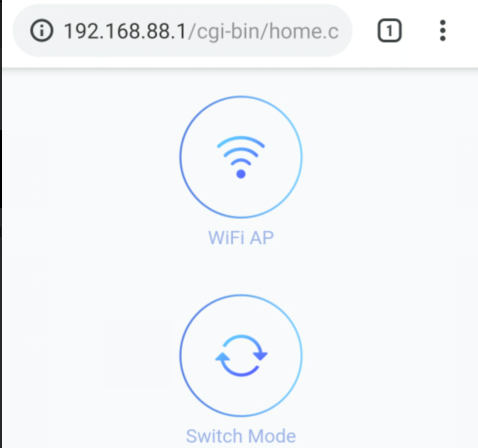 192.168.88.1/cgi-bin/home.c
1
WiFi AP
Switch Mode